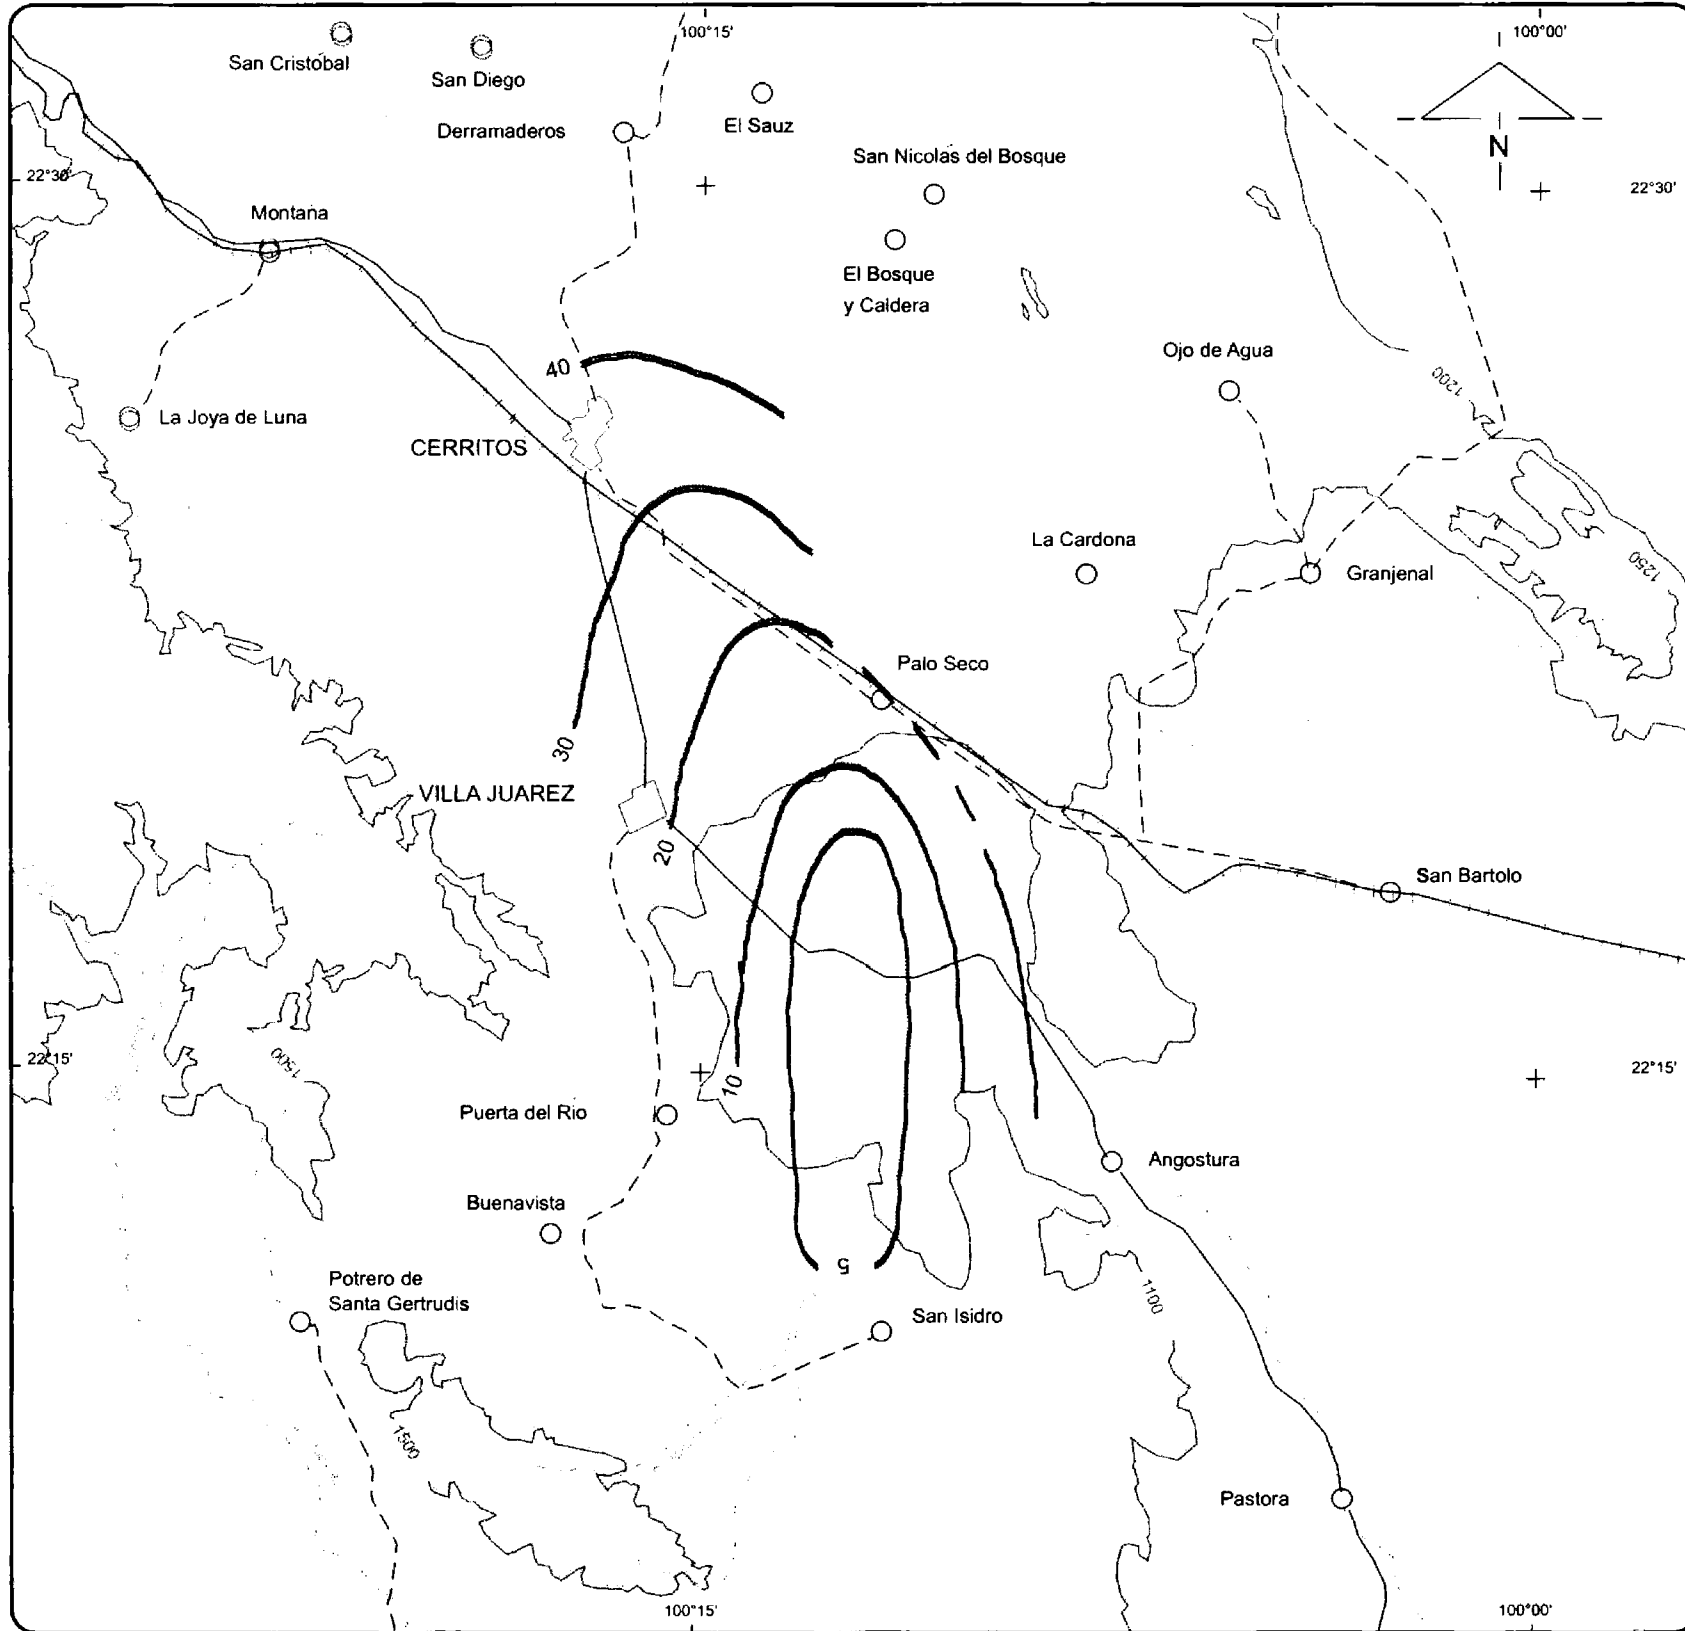 100°15'
100°00'
San Cristóbal
San Diego
Derramaderos
El Sauz
San Nicolás del Bosque
N
22°30'
22°30'
Montaña
El Bosque
y Caldera
Ojo de Agua
40
1200
La Joya de Luna
CERRITOS
La Cardona
Granjenal
1250
Palo Seco
30
VILLA JUAREZ
20
San Bartolo
22°15'
1500
22°15'
10
Puerta del Rio
Angostura
Buenavista
5
Potrero de
Santa Gertrudis
1100
San Isidro
1500
Pastora
100°15'
100°00'